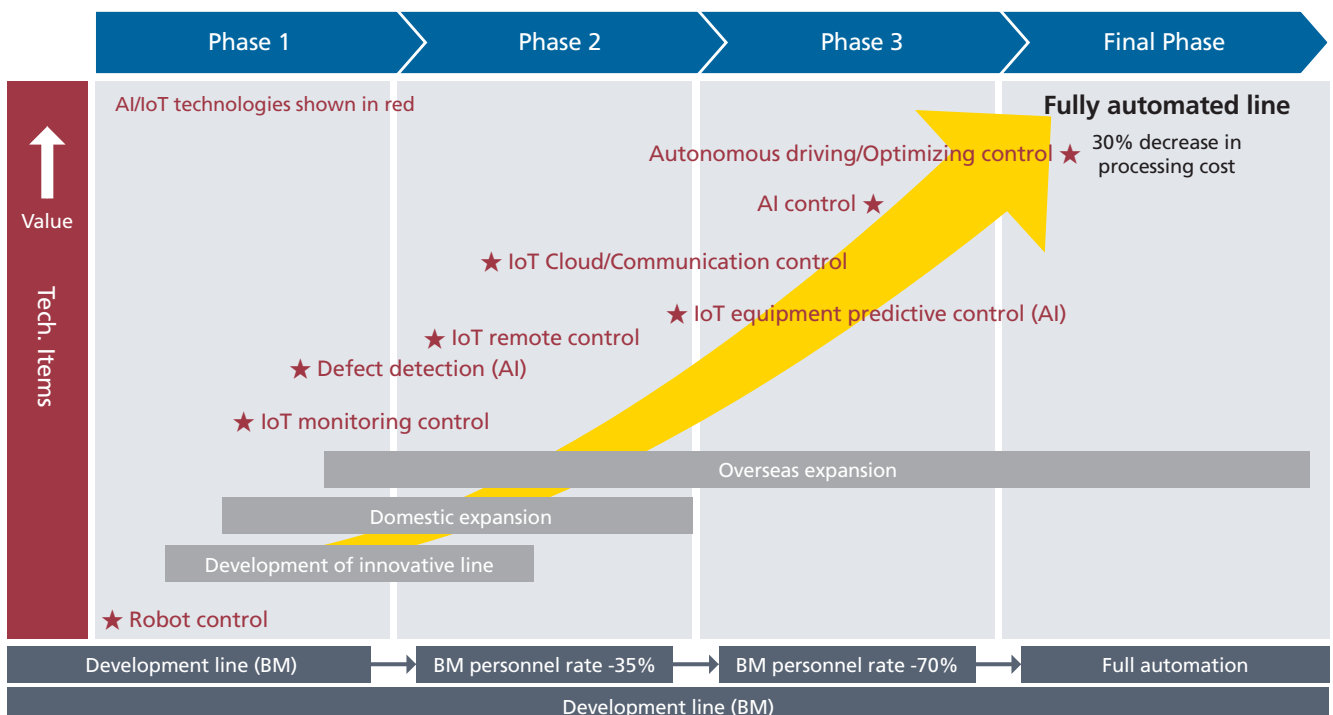 Phase 1
Phase 2
Phase 3
Final Phase
Value
Tech. Items
AI/IoT technologies shown in red
Fully automated line
30% decrease in
processing cost
Autonomous driving/Optimizing control ★
AI control ★
★ IoT Cloud/Communication control
★ IoT equipment predictive control (AI)
★ IoT remote control
★ Defect detection (AI)
★ IoT monitoring control
Overseas expansion
Domestic expansion
Development of innovative line
★ Robot control
Development line (BM)
BM personnel rate -35%
BM personnel rate -70%
Full automation
Development line (BM)